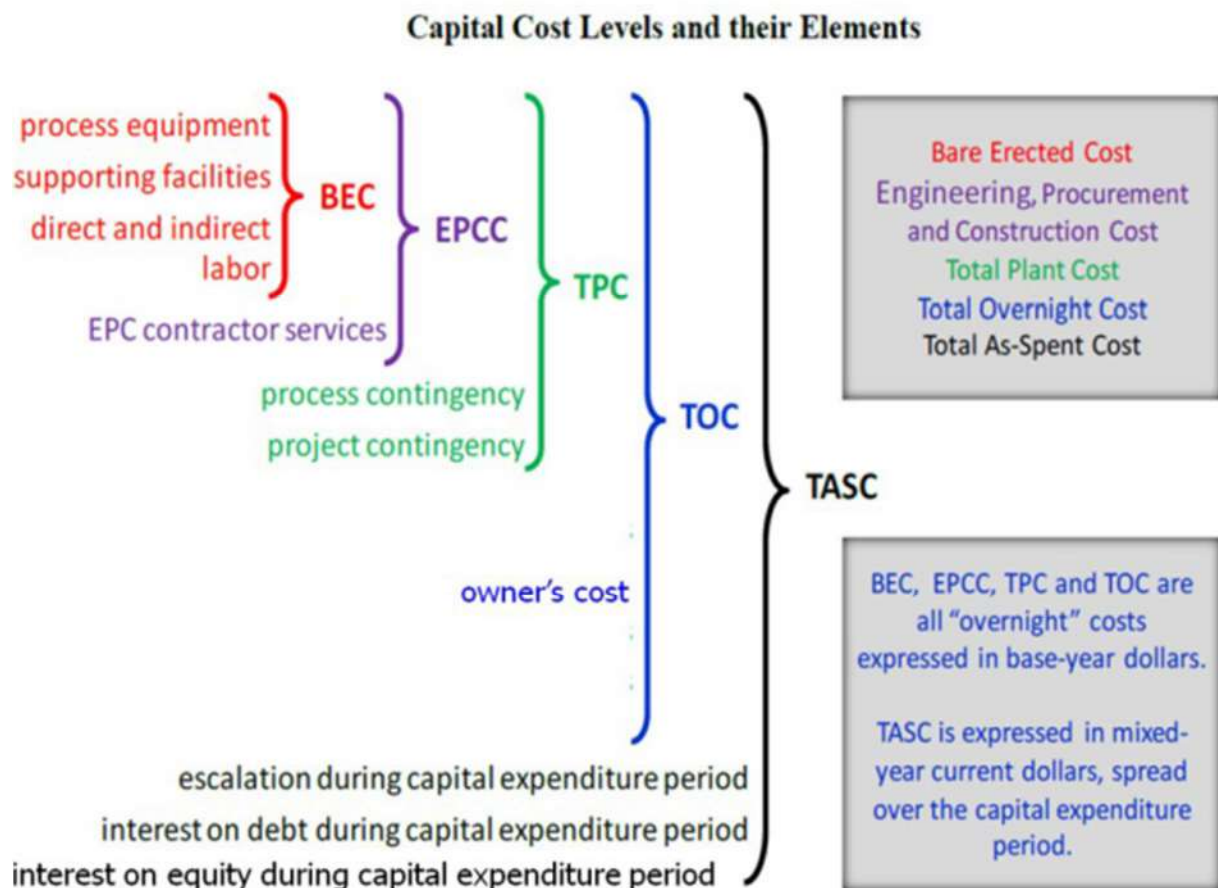 Capital Cost Levels and their Elements
process equipment
supporting facilities
direct and indirect
labor
BEC
EPCC
EPC contractor services
TPC
process contingency
project contingency
TOC
owner's cost
TASC
escalation during capital expenditure period
interest on debt during capital expenditure period
interest on equity during capital expenditure period
Bare Erected Cost
Engineering, Procurement
and Construction Cost
Total Plant Cost
Total Overnight Cost
Total As-Spent Cost
BEC, EPCC, TPC and TOC are
all “overnight” costs
expressed in base-year dollars.
TASC is expressed in mixed-
year current dollars, spread
over the capital expenditure
period.